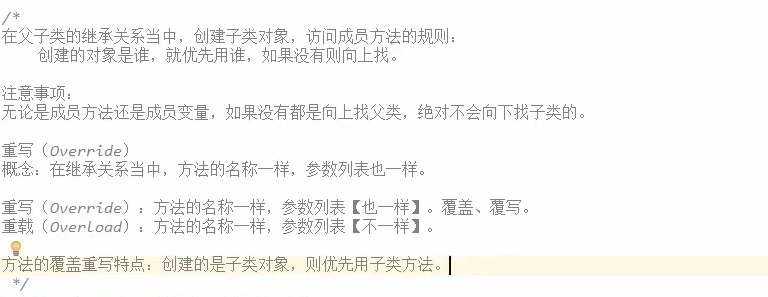 /*
在父子类的继承关系当中，创建子类对象，访问成员方法的规则：
创建的对象是谁，就优先用谁，如果没有则向上找。
注意事项：
无论是成员方法还是成员变量，如果没有都是向上找父类，绝对不会向下找子类的。
重写（Override）
概念：在继承关系当中，方法的名称一样，参数列表也一样。
重写（Override）：方法的名称一样，参数列表【也一样】。覆盖、覆写。
重载（Overload）：方法的名称一样，参数列表【不一样】。
方法的覆盖重写特点：创建的是子类对象，则优先用子类方法。
*/